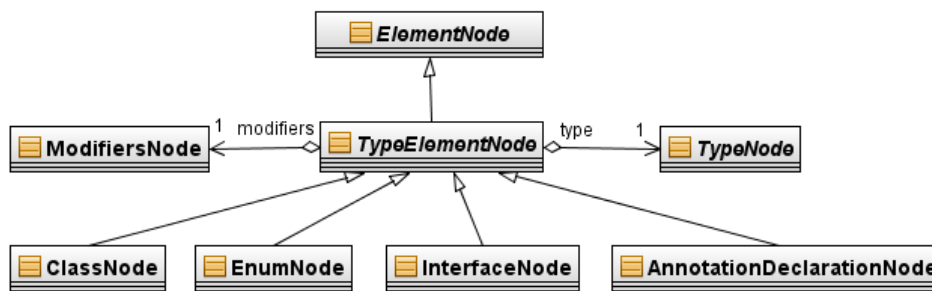 ElementNode
1 modifiers
type 1
ModifiersNode
TypeElementNode
TypeNode
ClassNode
EnumNode
InterfaceNode
AnnotationDeclarationNode